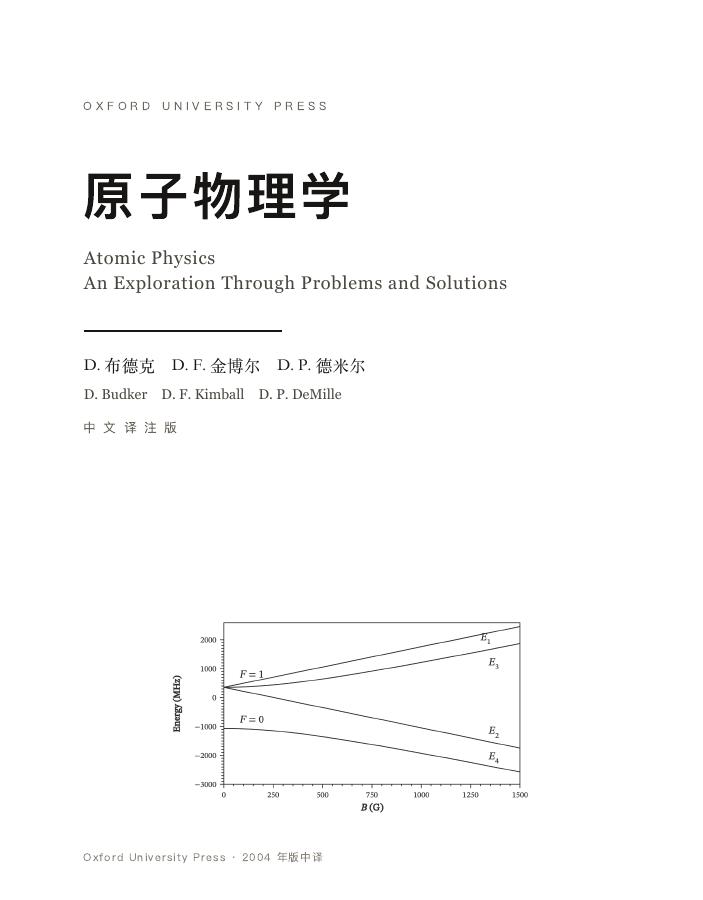 OXFORD UNIVERSITY PRESS
原子物理学
Atomic Physics
An Exploration Through Problems and Solutions
D. 布德克 D. F. 金博尔 D. P. 德米尔
D. Budker D. F. Kimball D. P. DeMille
中文译注版
2000
1000
0
−1000
−2000
−3000
Energy (MHz)
F = 1
F = 0
E1
E3
E2
E4
0 250 500 750 1000 1250 1500
B (G)
Oxford University Press · 2004 年版中译